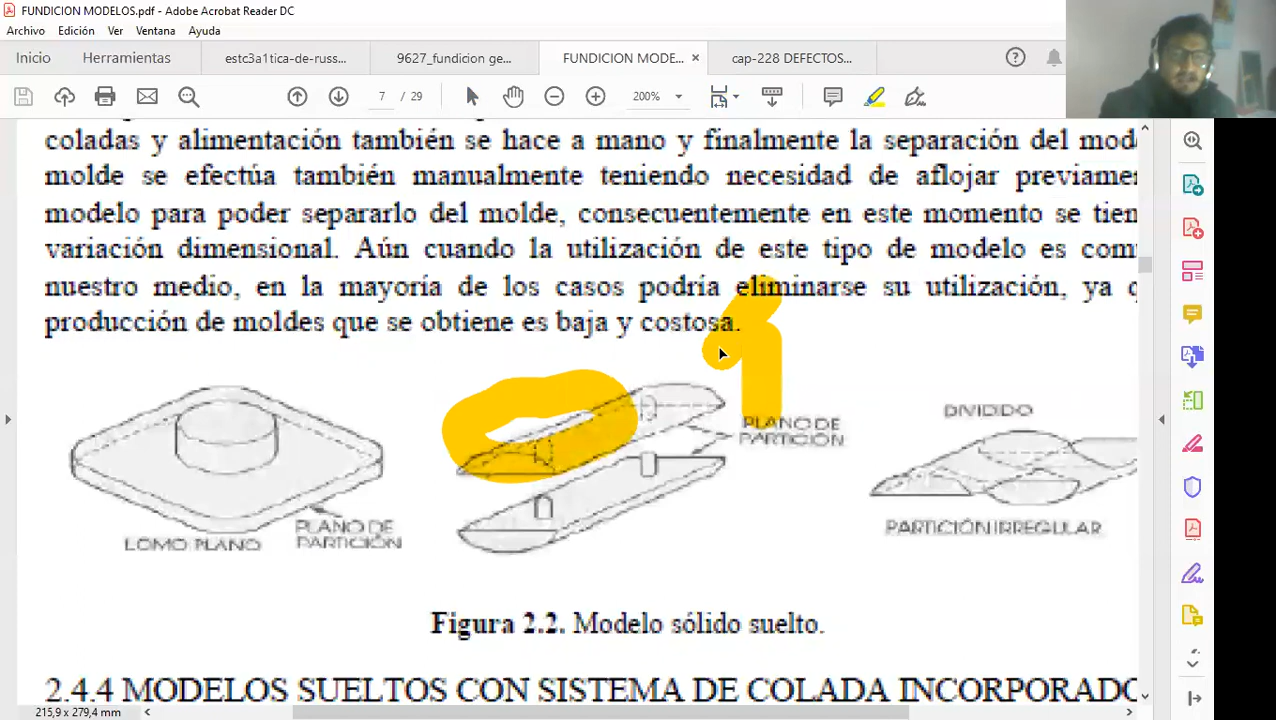 FUNDICION MODELOS.pdf - Adobe Acrobat Reader DC
Archivo Edición Ver Ventana Ayuda
Inicio Herramientas estc3a1tica-de-russ... 9627_fundicion ge... FUNDICION MODE... × cap-228 DEFECTOS...
7 / 29 200%
coladas y alimentación también se hace a mano y finalmente la separación del mod
molde se efectúa también manualmente teniendo necesidad de aflojar previamen
modelo para poder separarlo del molde, consecuentemente en este momento se tien
variación dimensional. Aún cuando la utilización de este tipo de modelo es com
nuestro medio, en la mayoría de los casos podría eliminarse su utilización, ya q
producción de moldes que se obtiene es baja y costosa.
1
DIVIDIDO
PLANO DE
PARTICIÓN
PLANO DE
PARTICIÓN
LOMO PLANO
PARTICIÓN IRREGULAR
Figura 2.2. Modelo sólido suelto.
2.4.4 MODELOS SUELTOS CON SISTEMA DE COLADA INCORPORADO
215,9 x 279,4 mm